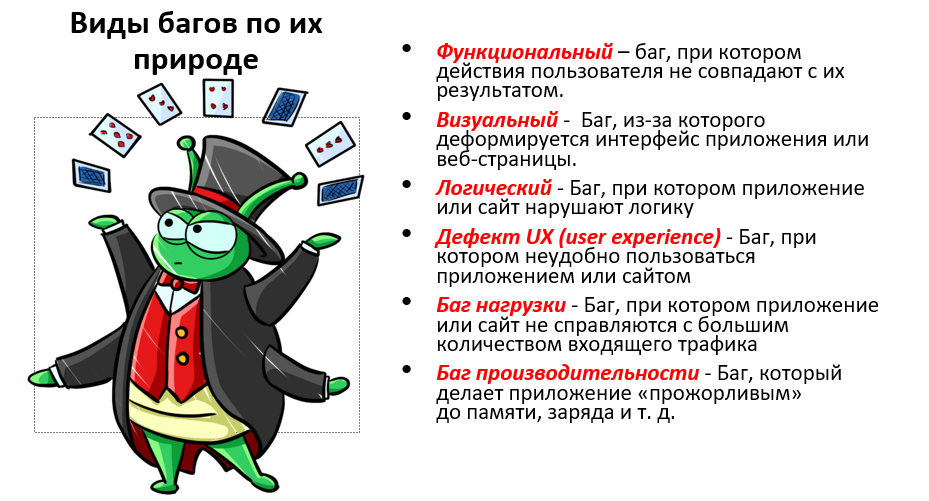 Виды багов по их
природе
• Функциональный – баг, при котором
действия пользователя не совпадают с их
результатом.
• Визуальный - Баг, из-за которого
деформируется интерфейс приложения или
веб-страницы.
• Логический - Баг, при котором приложение
или сайт нарушают логику
• Дефект UX (user experience) - Баг, при
котором неудобно пользоваться
приложением или сайтом
• Баг нагрузки - Баг, при котором приложение
или сайт не справляются с большим
количеством входящего трафика
• Баг производительности - Баг, который
делает приложение «прожорливым»
до памяти, заряда и т. д.